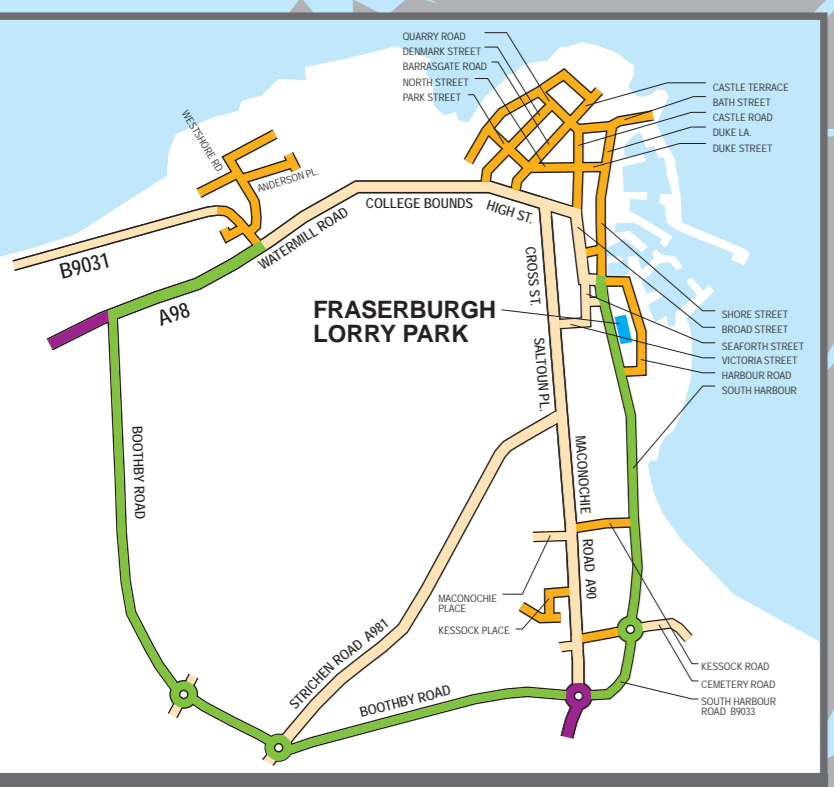 QUARRY ROAD
DENMARK STREET
BARRASGATE ROAD
NORTH STREET
PARK STREET
CASTLE TERRACE
BATH STREET
CASTLE ROAD
DUKE LA.
DUKE STREET
WESTSHORE RD.
ANDERSON PL.
COLLEGE BOUNDS
HIGH ST.
WATERMILL ROAD
B9031
A98
CROSS ST.
FRASERBURGH
LORRY PARK
SHORE STREET
BROAD STREET
SEAFORTH STREET
VICTORIA STREET
HARBOUR ROAD
SOUTH HARBOUR
SALTOUN PL.
BOOTHBY ROAD
MACONOCHIE
ROAD A90
MACONOCHIE
PLACE
KESSOCK PLACE
STRICHEN ROAD A981
BOOTHBY ROAD
KESSOCK ROAD
CEMETERY ROAD
SOUTH HARBOUR
ROAD B9033